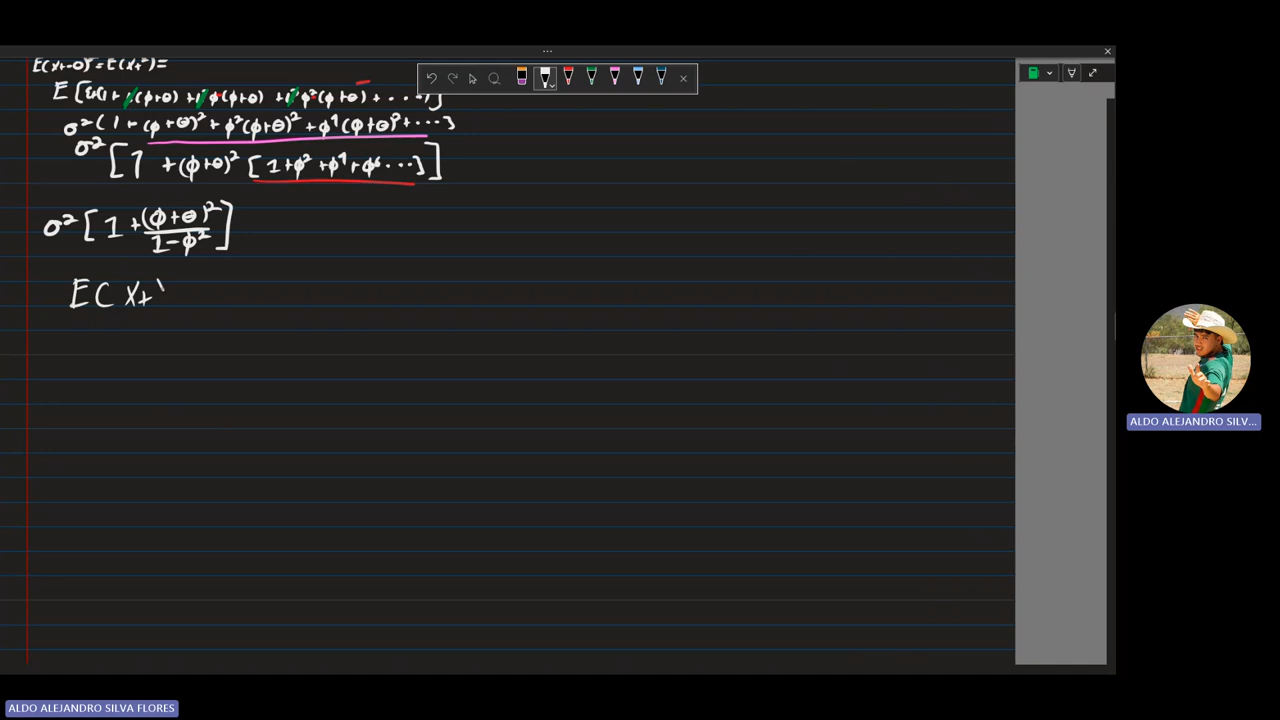 E(Xt-0)² = E(Xt²) =
σ² (1 + (φ+θ)² + φ²(φ+θ)² + φ⁴(φ+θ)² + ...
σ² [1 + (φ+θ)² [1+φ²+φ⁴+φ⁶...]]
σ² [1 + (φ+θ)²/1-φ²]
E( Xt
ALDO ALEJANDRO SILV...
ALDO ALEJANDRO SILVA FLORES